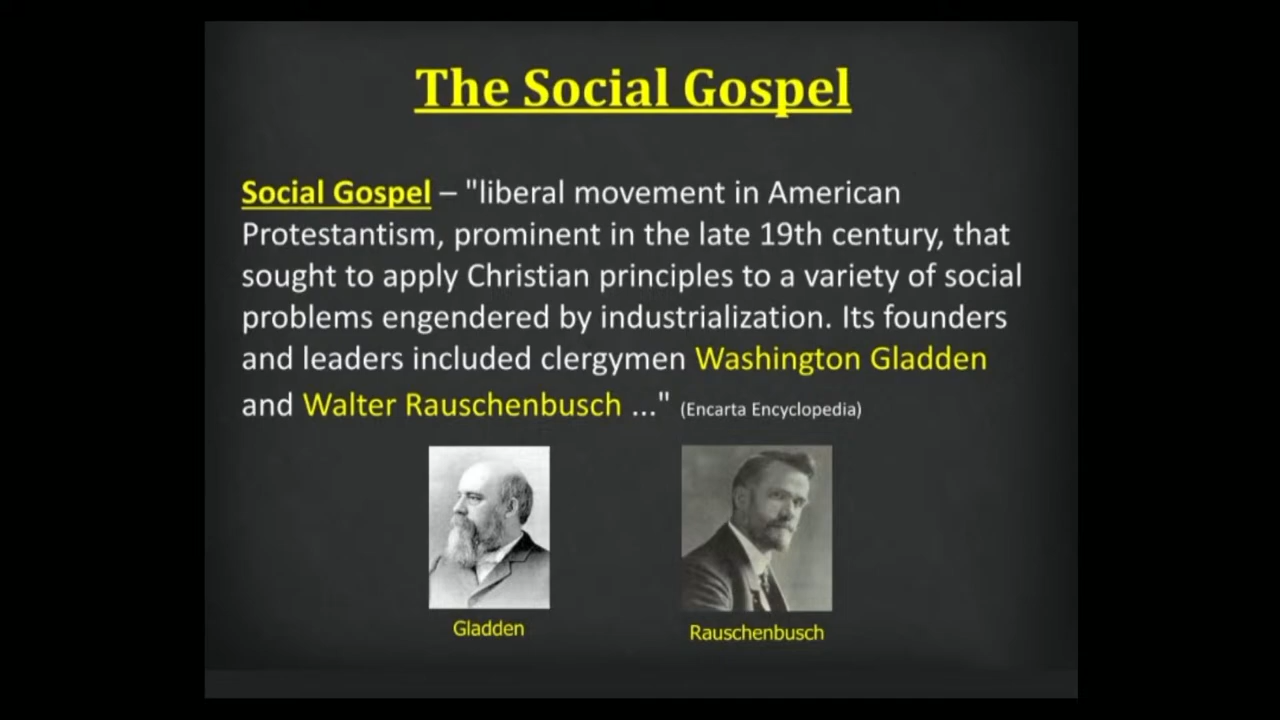 The Social Gospel
Social Gospel – "liberal movement in American
Protestantism, prominent in the late 19th century, that
sought to apply Christian principles to a variety of social
problems engendered by industrialization. Its founders
and leaders included clergymen Washington Gladden
and Walter Rauschenbusch ..." (Encarta Encyclopedia)
Gladden
Rauschenbusch